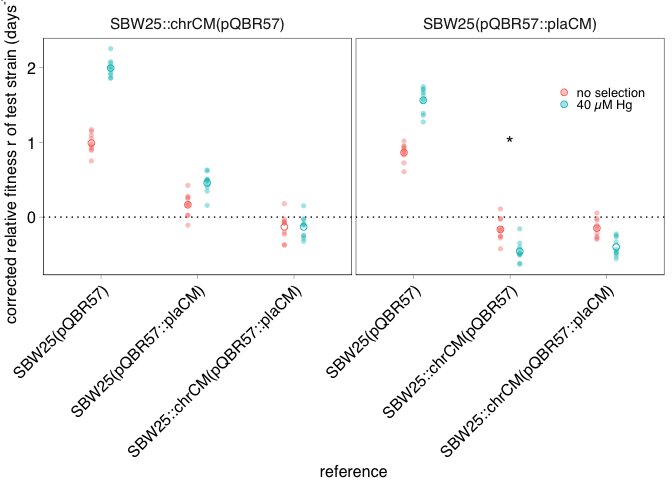 SBW25::chrCM(pQBR57)
SBW25(pQBR57::plaCM)
corrected relative fitness r of test strain (days
2
1
0
no selection
40 µM Hg
*
SBW25(pQBR57)
SBW25(pQBR57::plaCM)
SBW25::chrCM(pQBR57::plaCM)
SBW25(pQBR57)
SBW25::chrCM(pQBR57)
SBW25::chrCM(pQBR57::plaCM)
reference